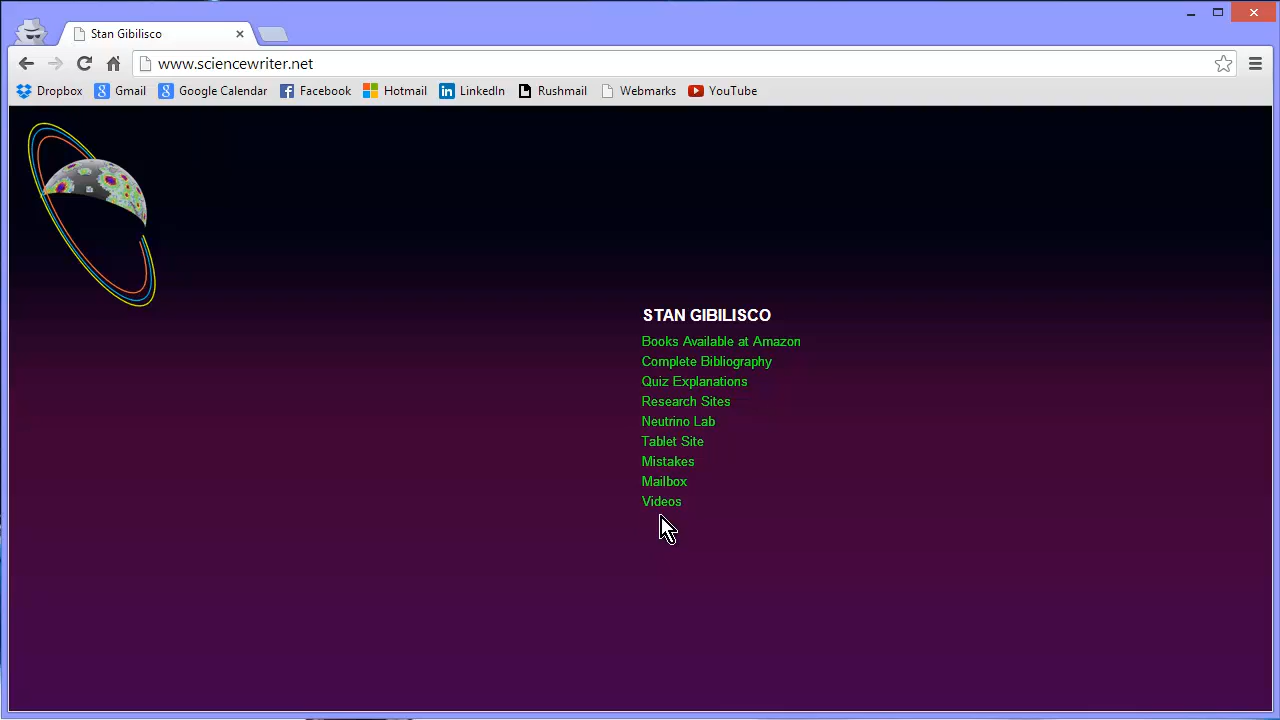 Stan Gibilisco
www.sciencewriter.net
Dropbox Gmail Google Calendar Facebook Hotmail LinkedIn Rushmail Webmarks YouTube
STAN GIBILISCO
Books Available at Amazon
Complete Bibliography
Quiz Explanations
Research Sites
Neutrino Lab
Tablet Site
Mistakes
Mailbox
Videos